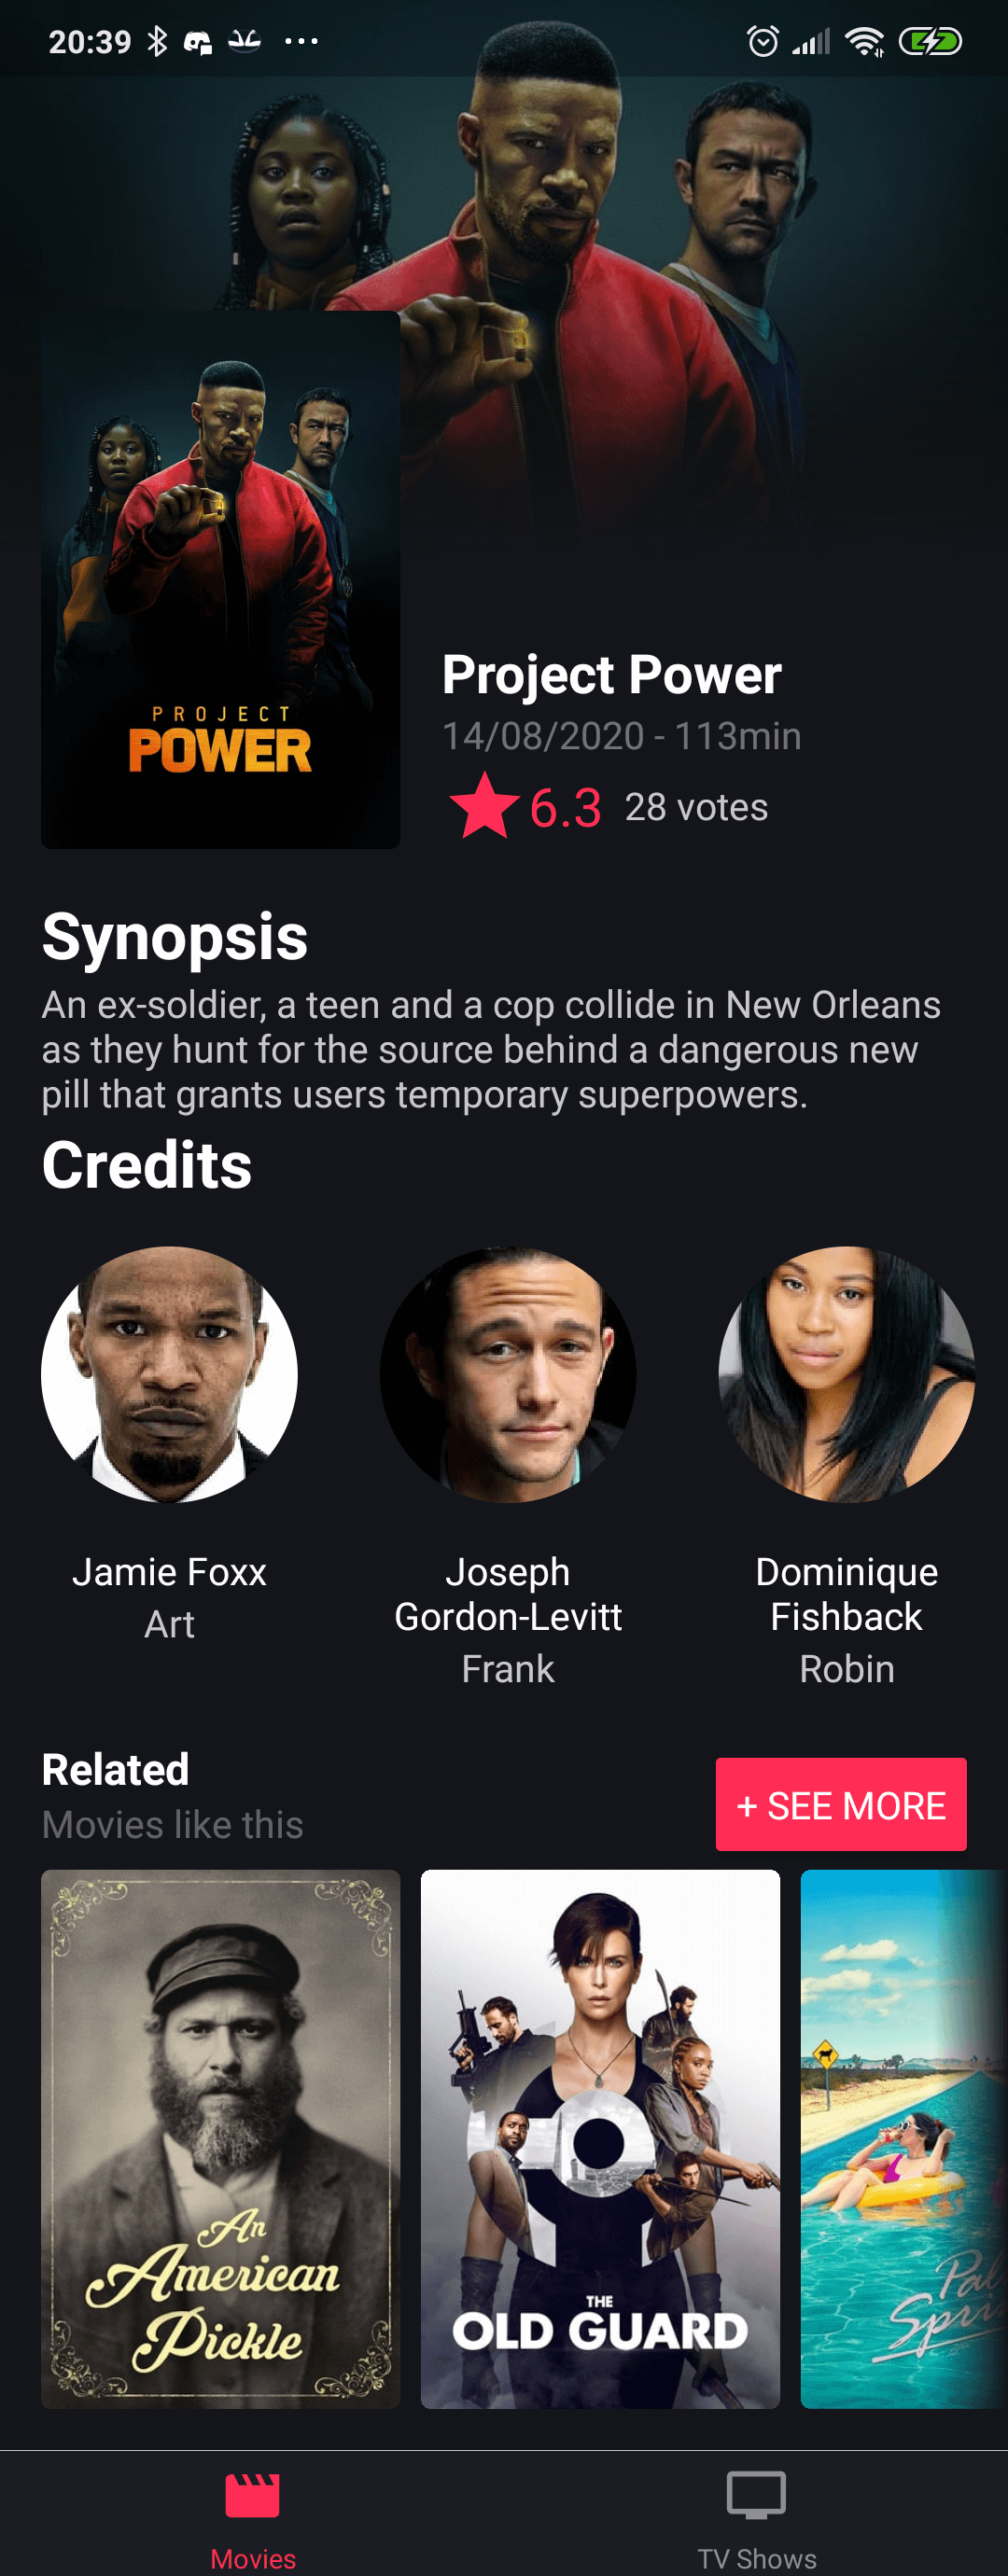 20:39
PROJECT
POWER
Project Power
14/08/2020 - 113min
6.3 28 votes
Synopsis
An ex-soldier, a teen and a cop collide in New Orleans
as they hunt for the source behind a dangerous new
pill that grants users temporary superpowers.
Credits
Jamie Foxx
Art
Joseph
Gordon-Levitt
Frank
Dominique
Fishback
Robin
Related
Movies like this
+ SEE MORE
An
American
Pickle
THE
OLD GUARD
Pal
Spri
Movies
TV Shows